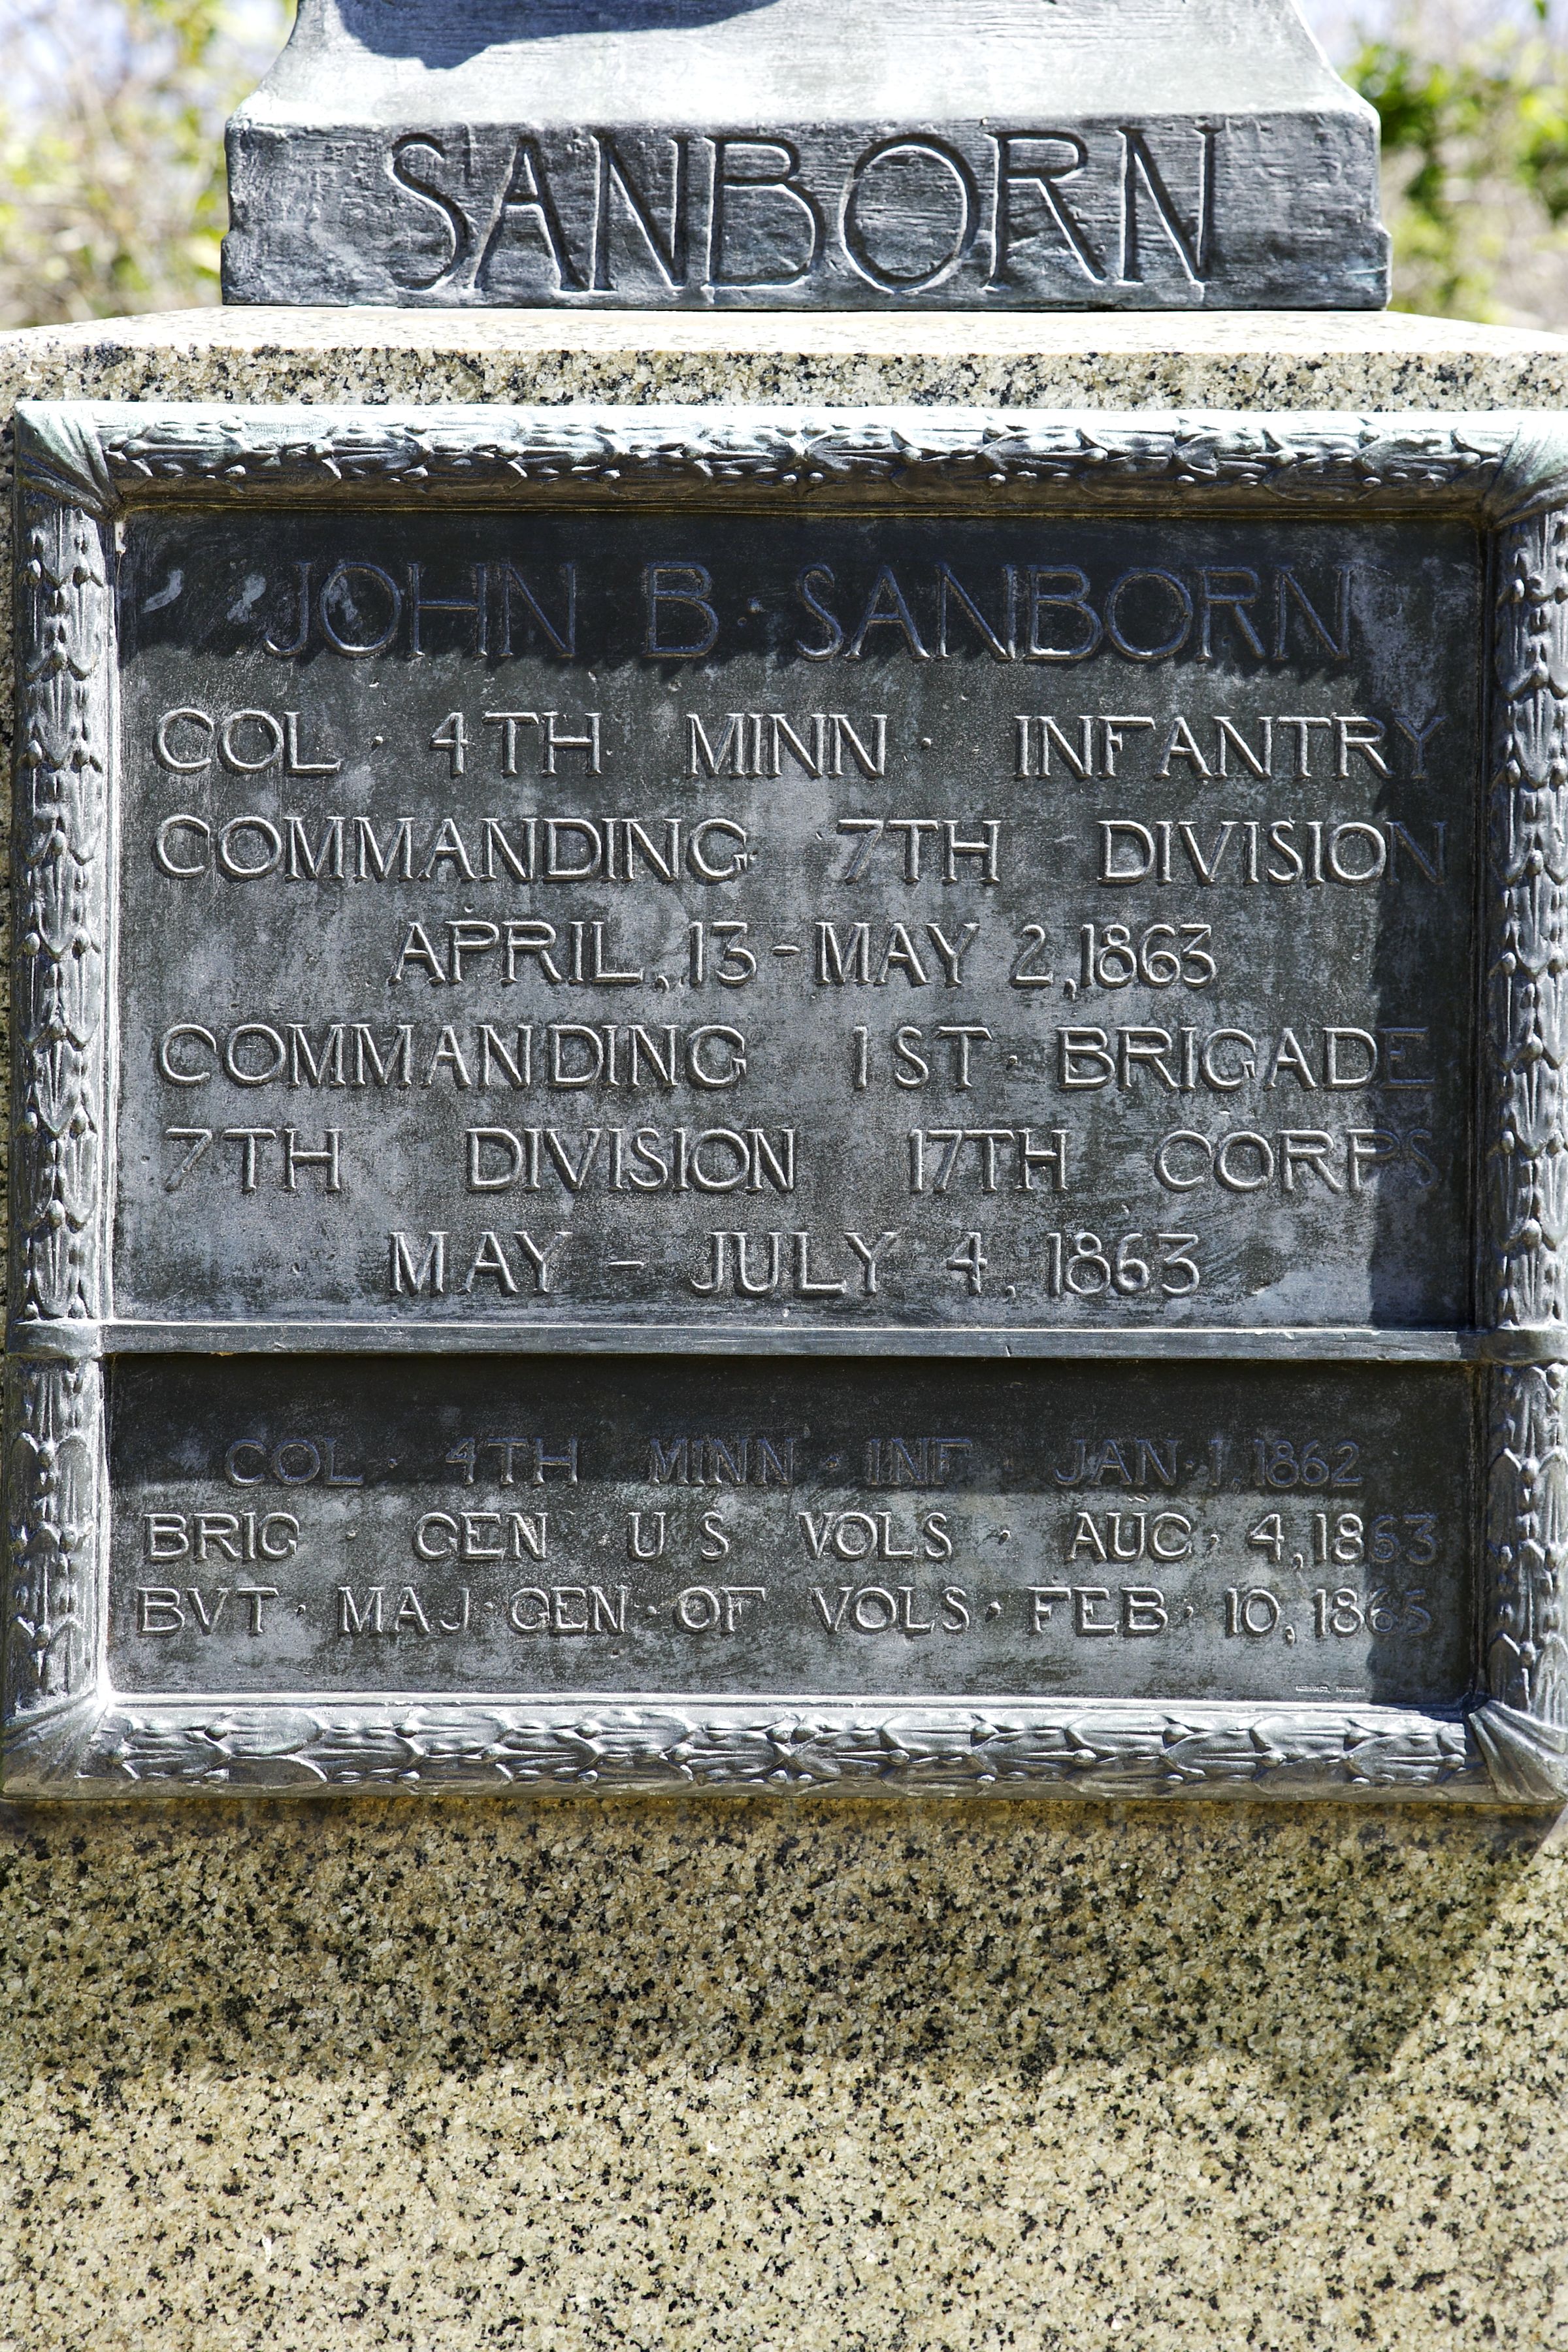 SANBORN
JOHN B · SANBORN
COL · 4TH MINN · INFANTRY
COMMANDING 7TH DIVISION
APRIL, 13 - MAY 2, 1863
COMMANDING 1ST · BRIGADE
7TH DIVISION 17TH CORPS
MAY - JULY 4, 1863
COL · 4TH MINN · INF JAN · 1, 1862
BRIG · GEN U S VOLS · AUG · 4, 1863
BVT · MAJ · GEN · OF VOLS · FEB · 10, 1865